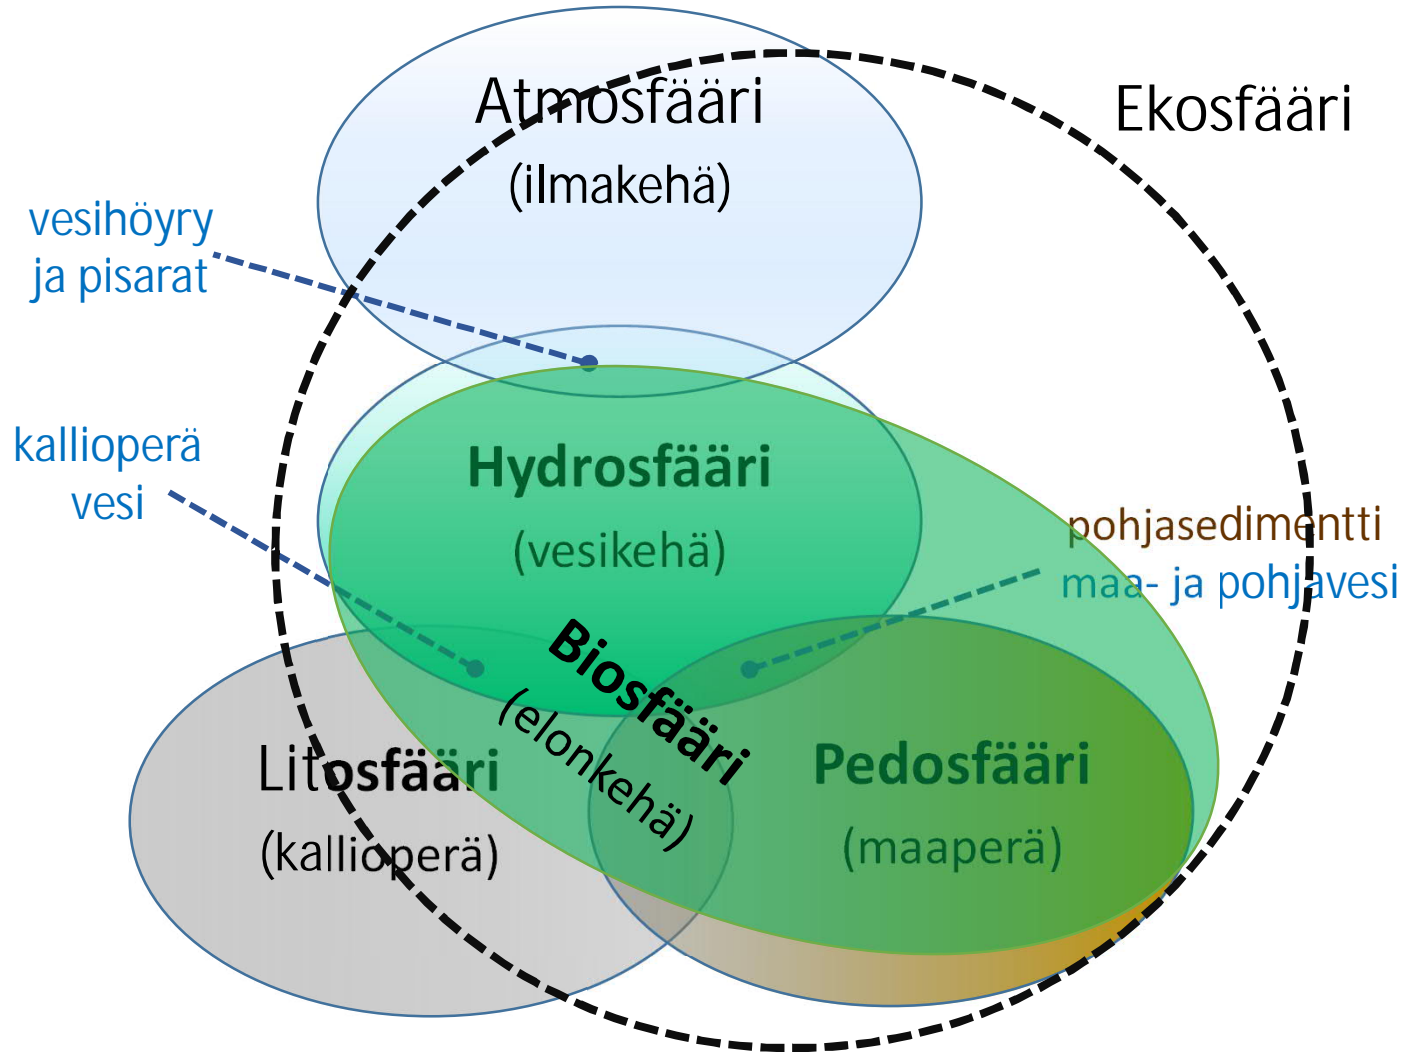 Atmosfääri
(ilmakehä)
Ekosfääri
vesihöyry
ja pisarat
kallioperä
vesi
Hydrosfääri
(vesikehä)
pohjasedimentti
maa- ja pohjavesi
Biosfääri
(elonkehä)
Litosfääri
(kallioperä)
Pedosfääri
(maaperä)